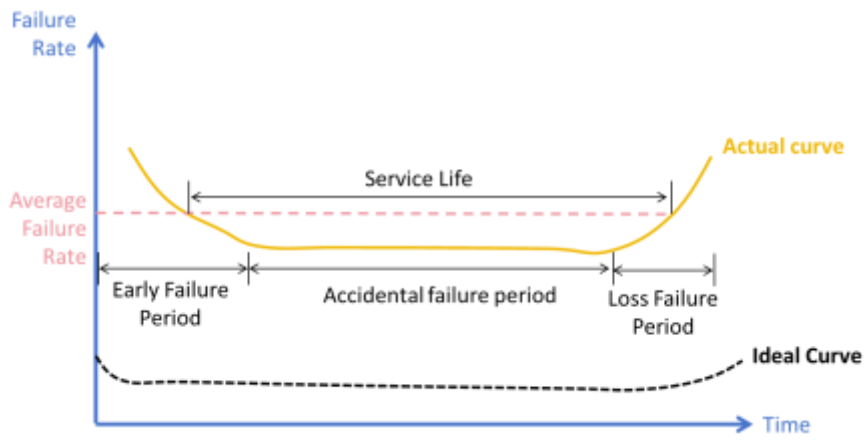 Failure
Rate
Actual curve
Service Life
Average
Failure
Rate
Early Failure
Period
Accidental failure period
Loss Failure
Period
Ideal Curve
Time